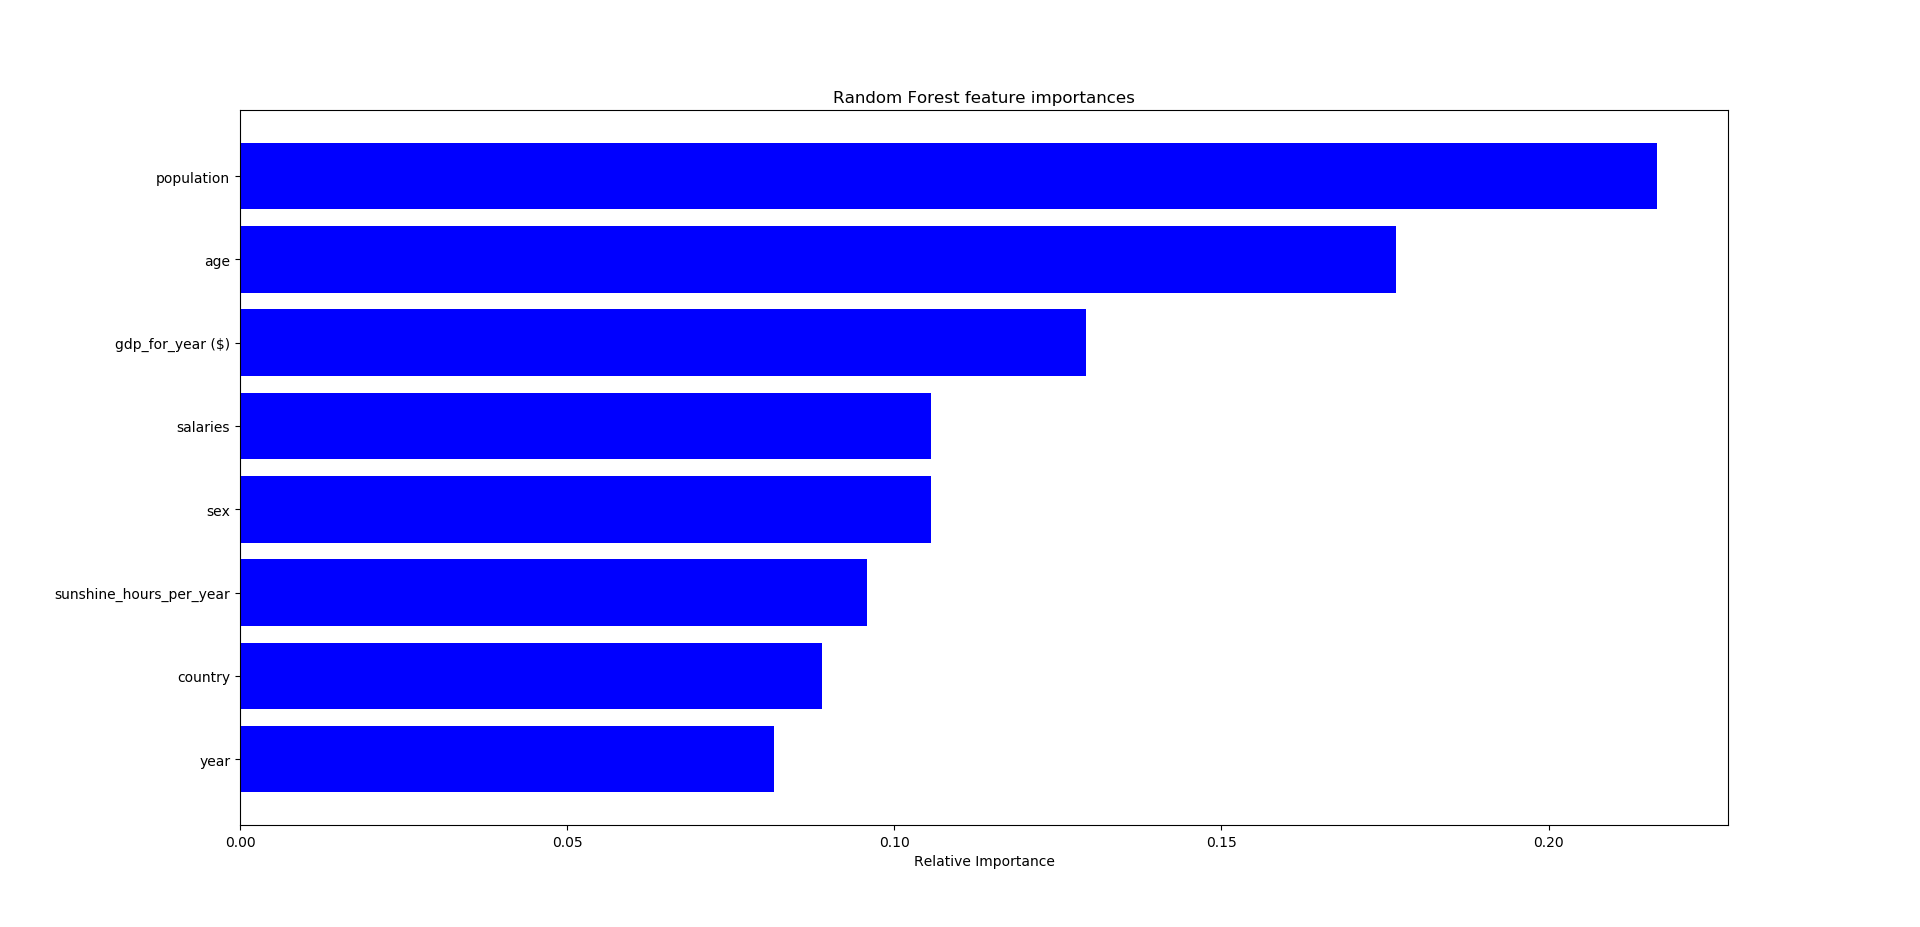 Random Forest feature importances
population
age
gdp_for_year ($)
salaries
sex
sunshine_hours_per_year
country
year
0.00 0.05 0.10 0.15 0.20
Relative Importance